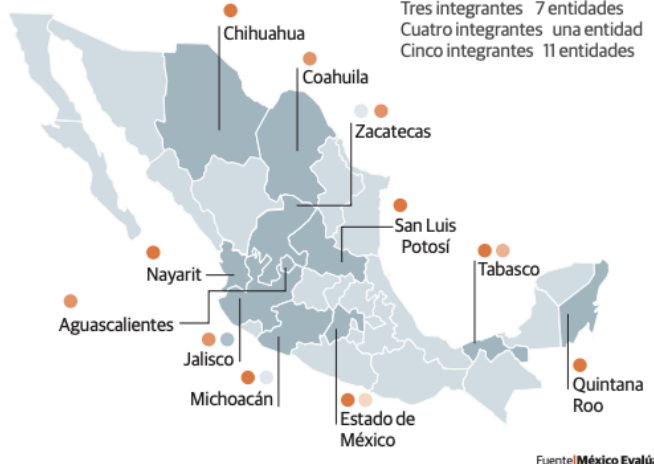 Tres integrantes 7 entidades
Cuatro integrantes una entidad
Cinco integrantes 11 entidades
Chihuahua
Coahuila
Zacatecas
San Luis
Potosí
Tabasco
Nayarit
Aguascalientes
Jalisco
Michoacán
Estado de
México
Quintana
Roo
Fuente|México Evalúa